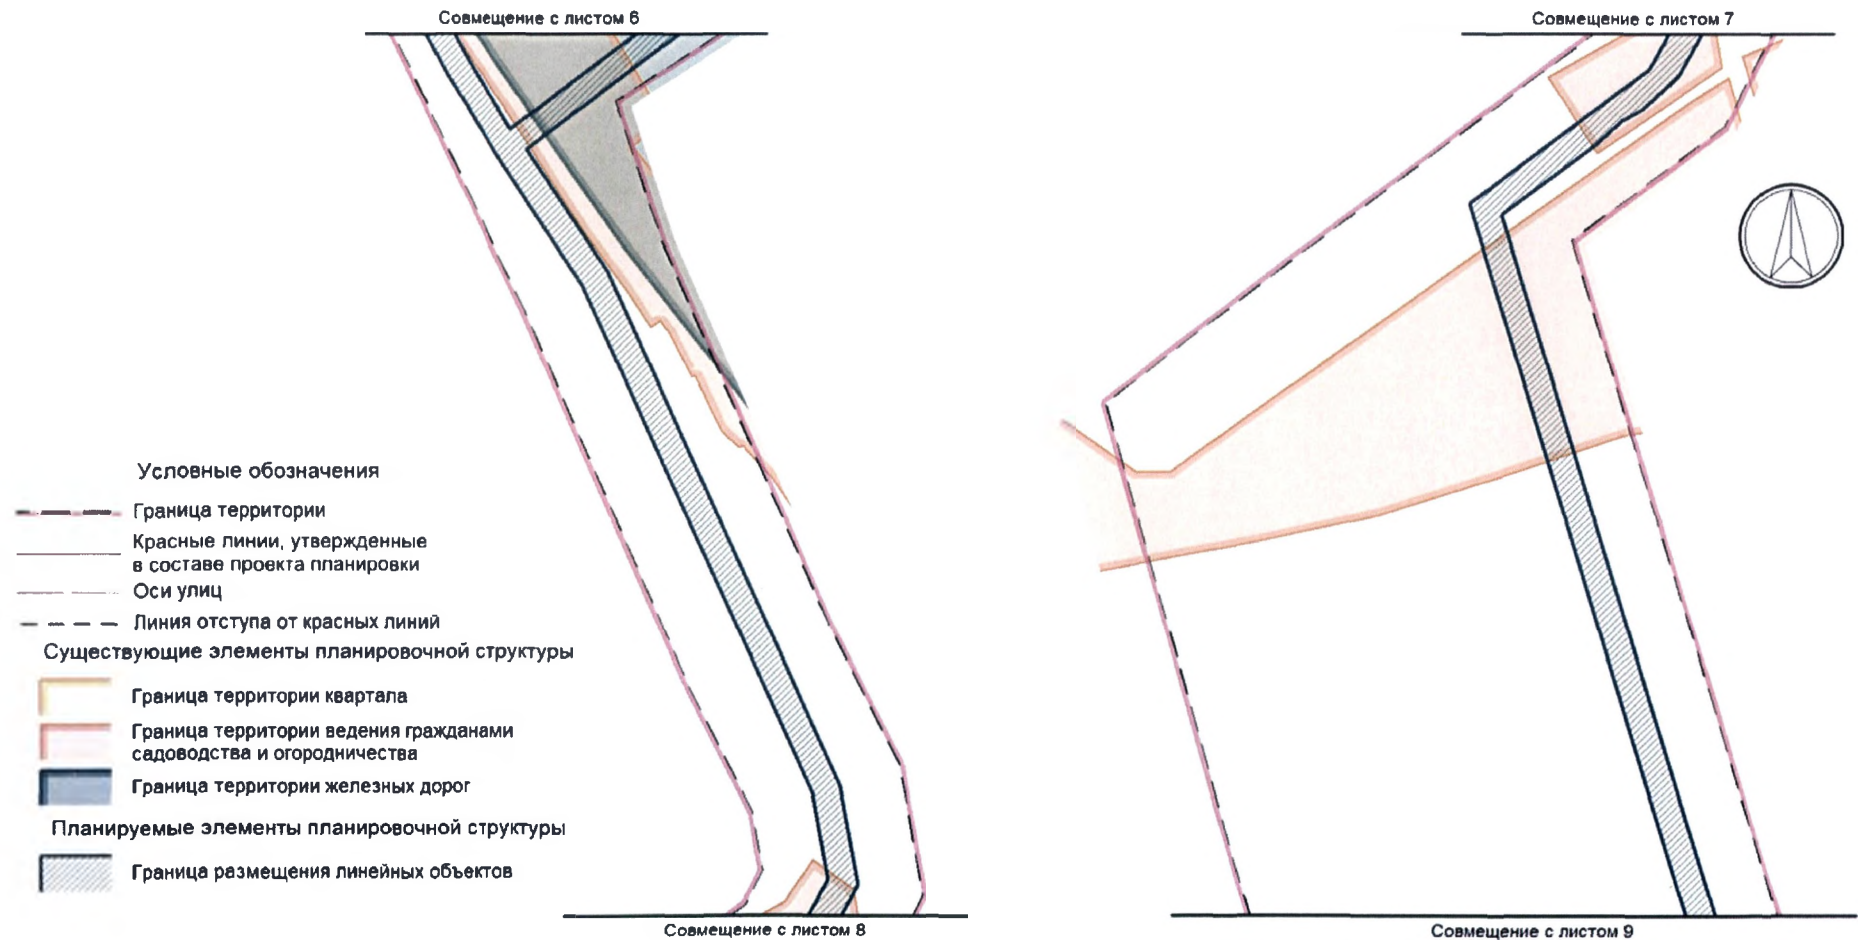 Совмещение с листом 6
Совмещение с листом 7
Условные обозначения
Граница территории
Красные линии, утвержденные
в составе проекта планировки
Оси улиц
Линия отступа от красных линий
Существующие элементы планировочной структуры
Граница территории квартала
Граница территории ведения гражданами
садоводства и огородничества
Граница территории железных дорог
Планируемые элементы планировочной структуры
Граница размещения линейных объектов
Совмещение с листом 8
Совмещение с листом 9